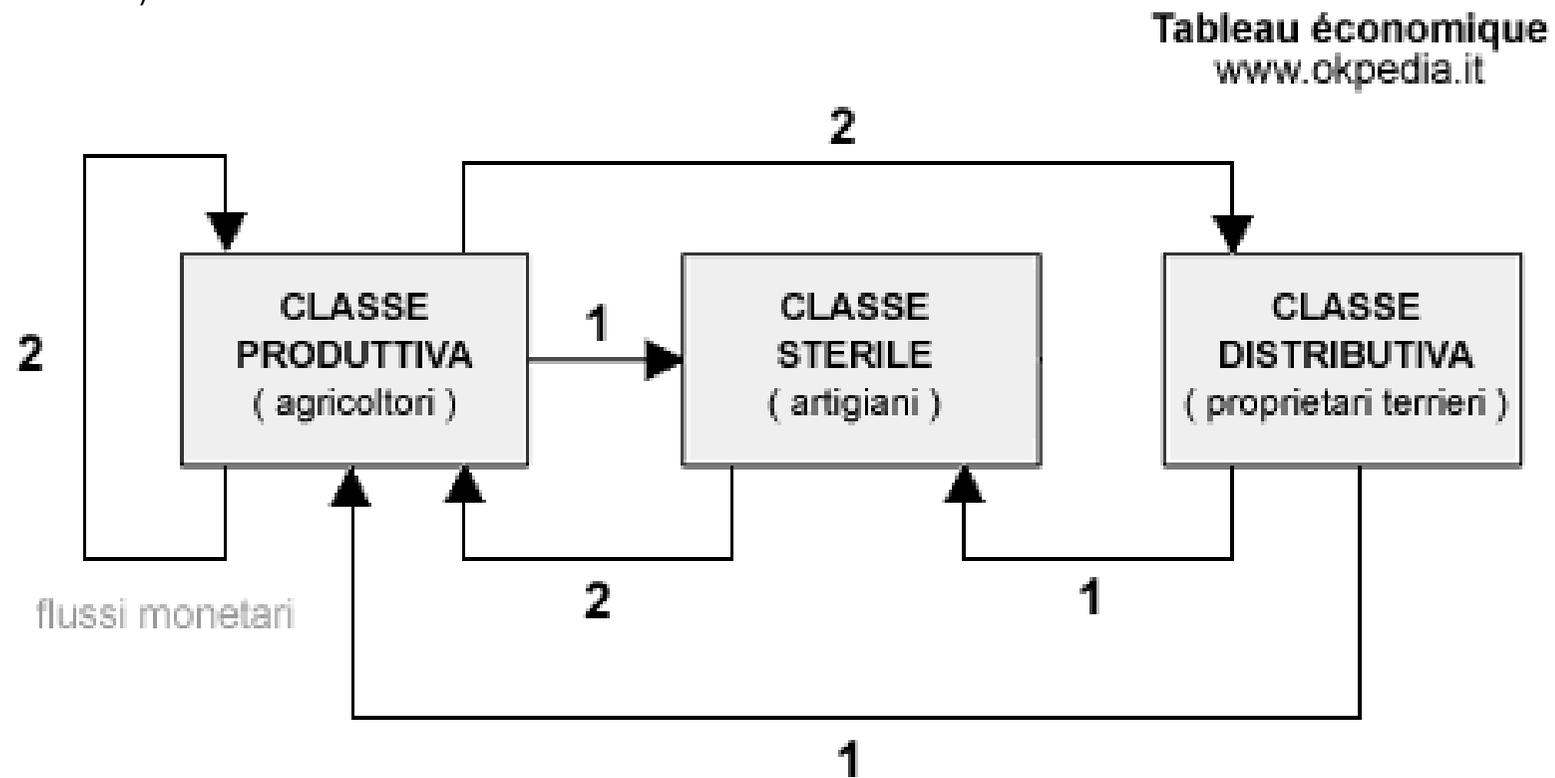 Tableau économique
www.okpedia.it
2
2
CLASSE
PRODUTTIVA
( agricoltori )
1
CLASSE
STERILE
( artigiani )
CLASSE
DISTRIBUTIVA
( proprietari terrieri )
2
1
flussi monetari
1